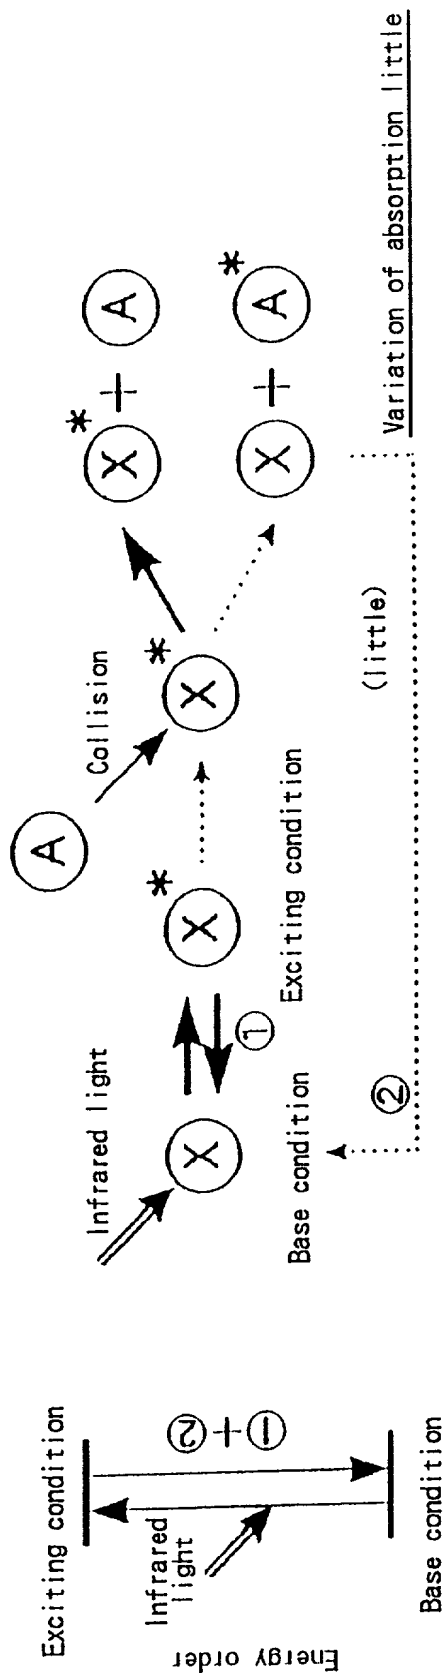 Energy order
Exciting condition
Infrared
light
①+②
Base condition
Infrared light
X
Base condition
①
X
*
Exciting condition
A
Collision
X
*
X
*
+
A
X
+
A
*
②
(little)
Variation of absorption little